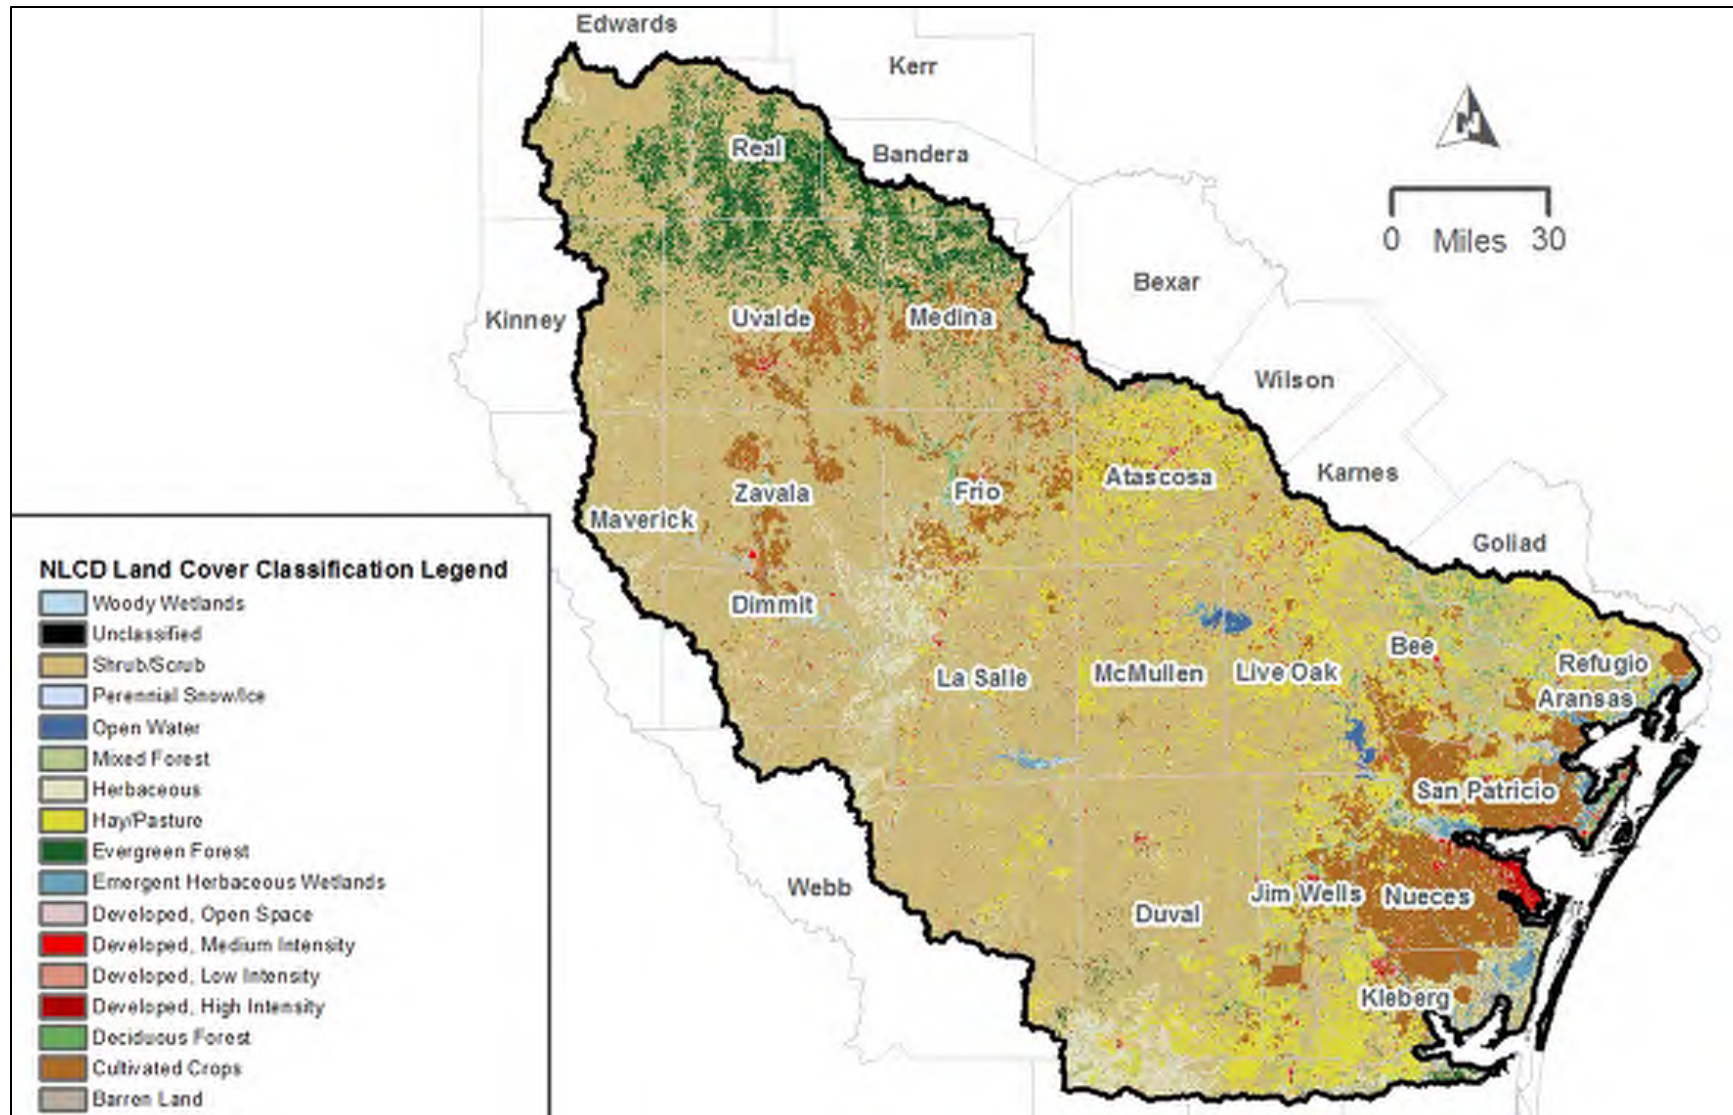 Edwards
Kerr
Real
Bandera
N
0 Miles 30
Bexar
Kinney
Uvalde
Medina
Wilson
Atascosa
Karnes
Zavala
Frio
Maverick
Goliad
Dimmit
Bee
La Salle
McMullen
Live Oak
Refugio
Aransas
San Patricio
Webb
Duval
Jim Wells
Nueces
Kleberg
NLCD Land Cover Classification Legend
Woody Wetlands
Unclassified
Shrub/Scrub
Perennial Snow/Ice
Open Water
Mixed Forest
Herbaceous
Hay/Pasture
Evergreen Forest
Emergent Herbaceous Wetlands
Developed, Open Space
Developed, Medium Intensity
Developed, Low Intensity
Developed, High Intensity
Deciduous Forest
Cultivated Crops
Barren Land